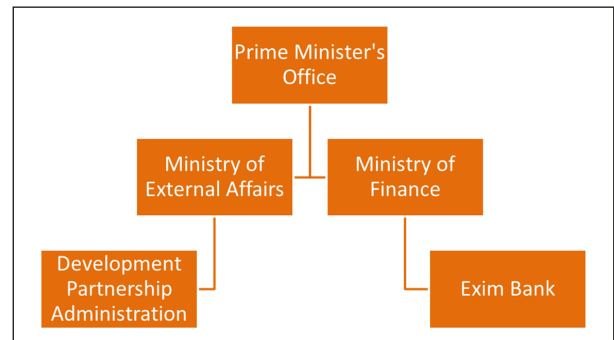 Prime Minister's
Office
Ministry of
External Affairs
Ministry of
Finance
Development
Partnership
Administration
Exim Bank